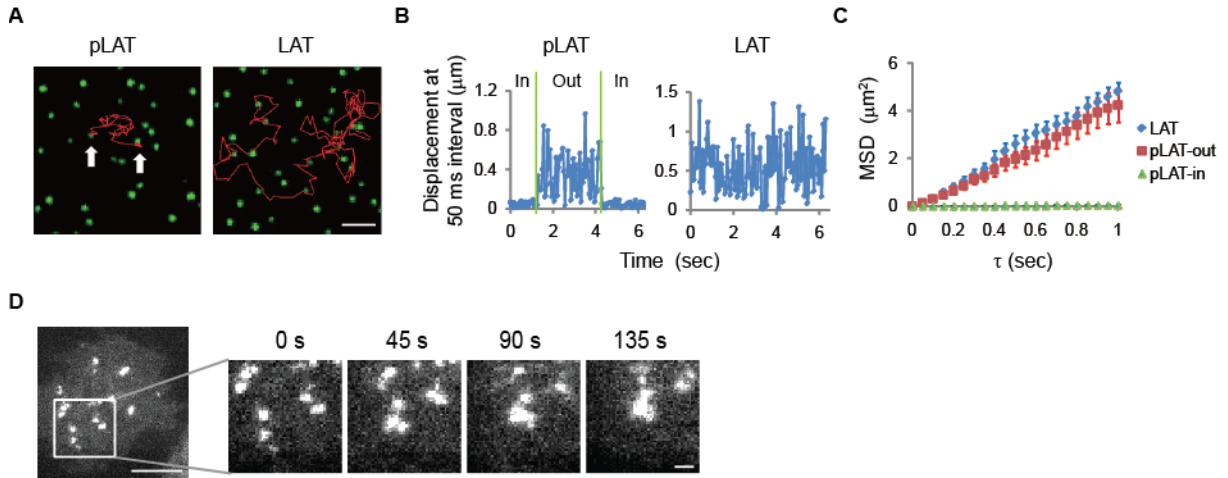 A
pLAT
LAT
B
pLAT
LAT
Displacement at
50 ms interval (μm)
In
Out
In
1.2
0.8
0.4
0
0 2 4 6
1.5
1
0.5
0
0 2 4 6
Time (sec)
C
MSD (μm²)
6
4
2
0
0 0.2 0.4 0.6 0.8 1
τ (sec)
LAT
pLAT-out
pLAT-in
D
0 s
45 s
90 s
135 s